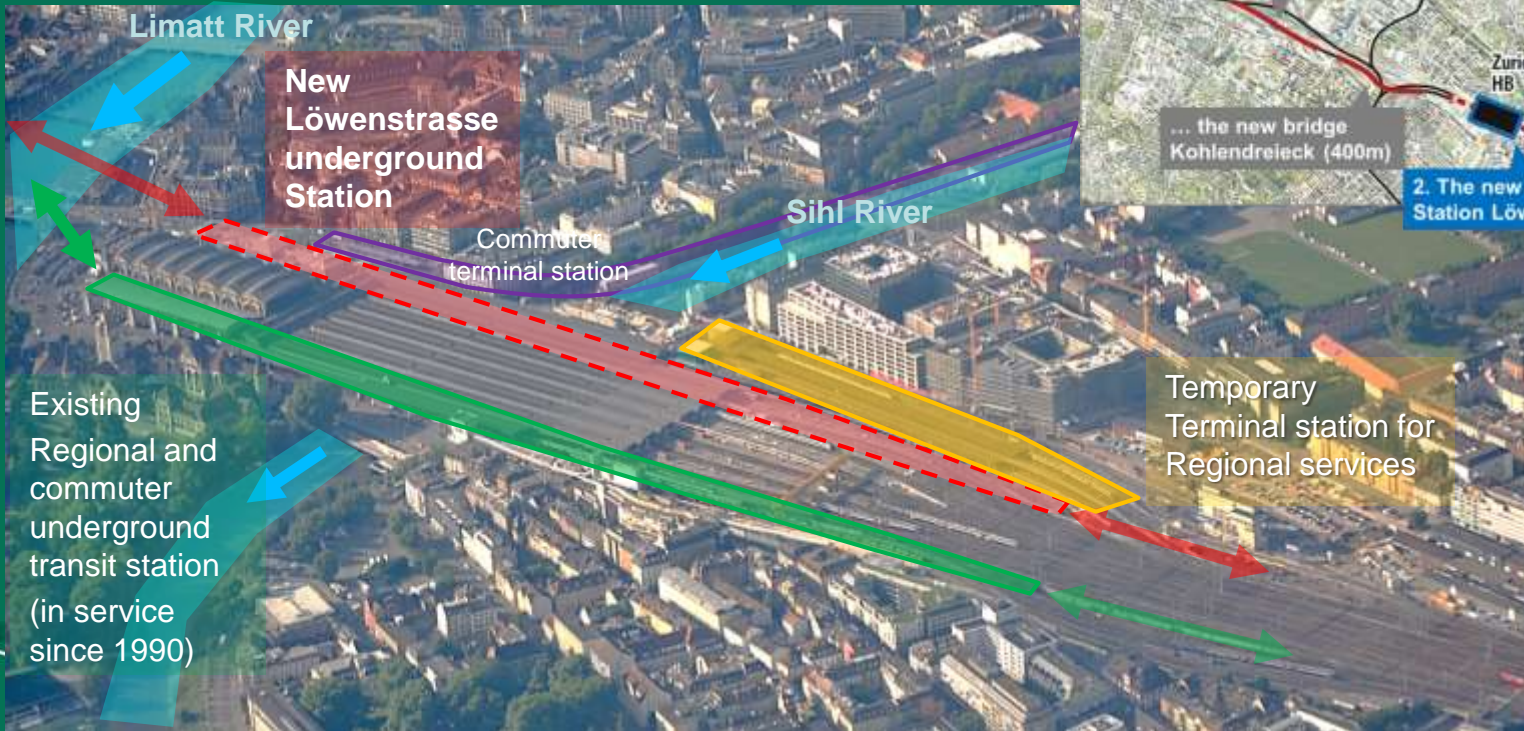 Limatt River
New
Löwenstrasse
underground
Station
Commuter
terminal station
Sihl River
Existing
Regional and
commuter
underground
transit station
(in service
since 1990)
Temporary
Terminal station for
Regional services
HB
... the new bridge
Kohlendreieck (400m)
2. The new
Station